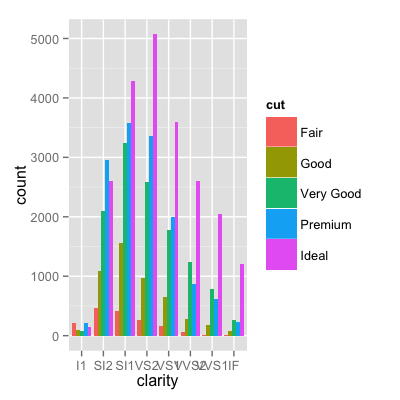 5000
4000
3000
2000
1000
0
count
I1 SI2 SI1 VS2 VS1 VVS2 VVS1 IF
clarity
cut
Fair
Good
Very Good
Premium
Ideal